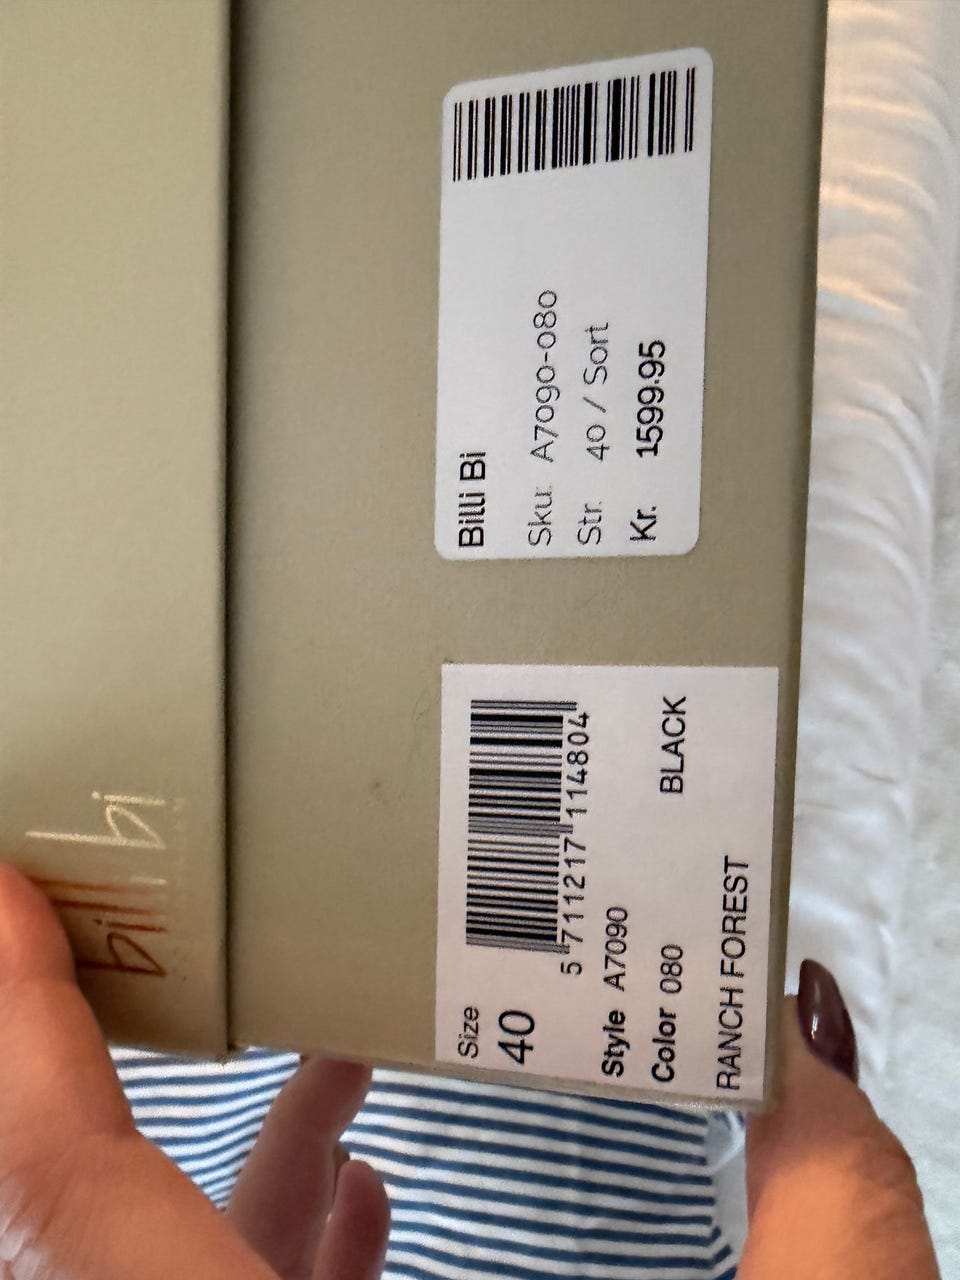 billi bi
Billi Bi
Sku: A7090-080
Str. 40 / Sort
Kr. 1599.95
Size
40
5 711217 114804
Style A7090
Color 080 BLACK
RANCH FOREST